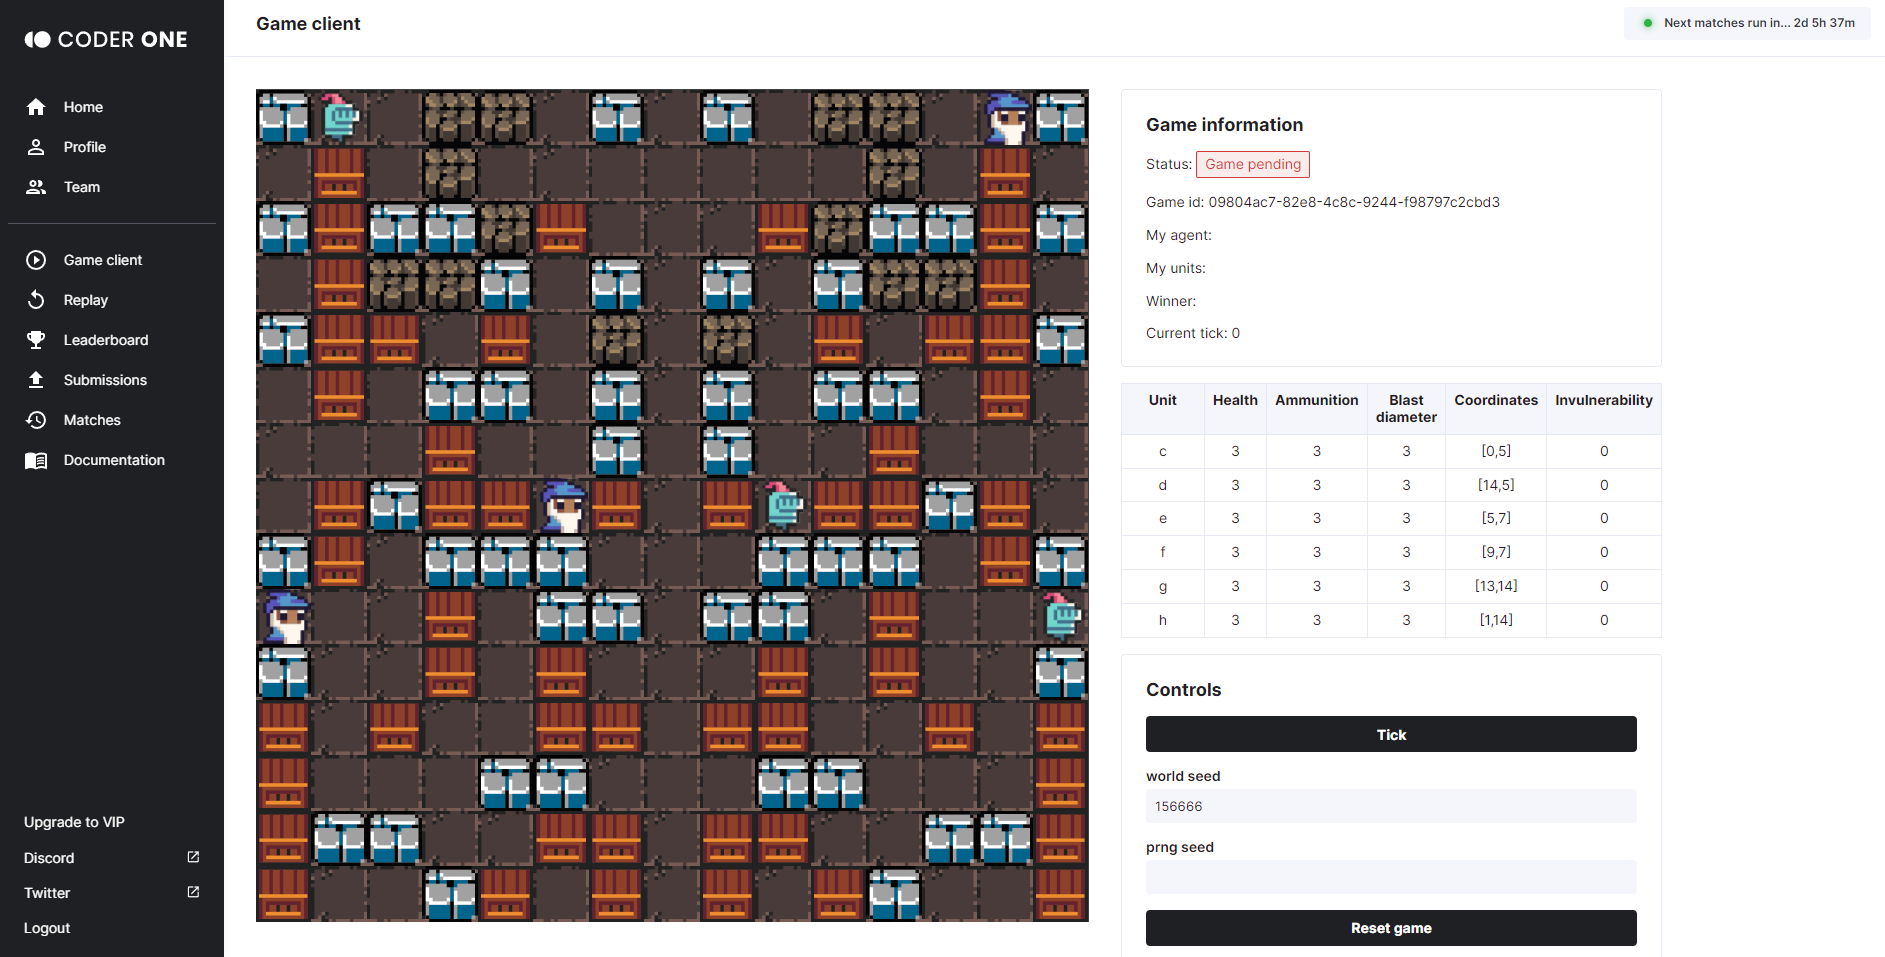 CODER ONE
Home
Profile
Team
Game client
Replay
Leaderboard
Submissions
Matches
Documentation
Upgrade to VIP
Discord
Twitter
Logout
Game client
Next matches run in... 2d 5h 37m
Game information
Status: Game pending
Game id: 09804ac7-82e8-4c8c-9244-f98797c2cbd3
My agent:
My units:
Winner:
Current tick: 0
Unit Health Ammunition Blast diameter Coordinates Invulnerability
c 3 3 3 [0,5] 0
d 3 3 3 [14,5] 0
e 3 3 3 [5,7] 0
f 3 3 3 [9,7] 0
g 3 3 3 [13,14] 0
h 3 3 3 [1,14] 0
Controls
Tick
world seed
156666
prng seed
Reset game